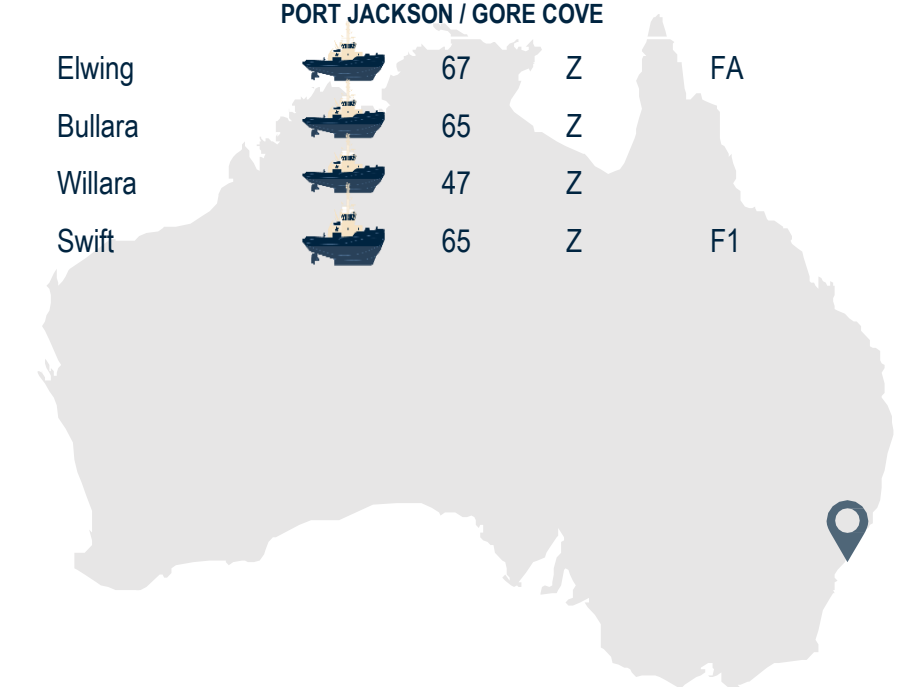 PORT JACKSON / GORE COVE
Elwing 67 Z FA
Bullara 65 Z
Willara 47 Z
Swift 65 Z F1